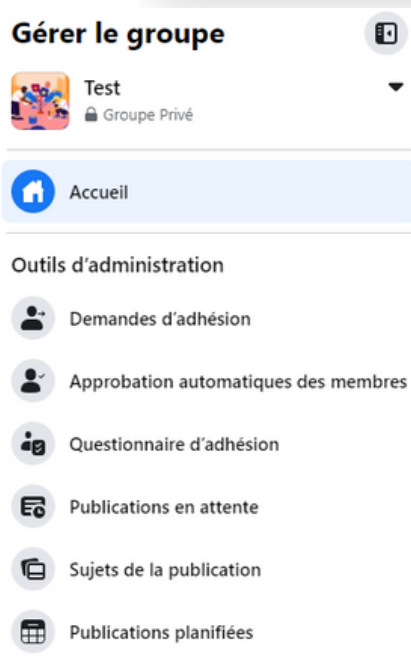 Gérer le groupe
Test
Groupe Privé
Accueil
Outils d'administration
Demandes d'adhésion
Approbation automatiques des membres
Questionnaire d'adhésion
Publications en attente
Sujets de la publication
Publications planifiées